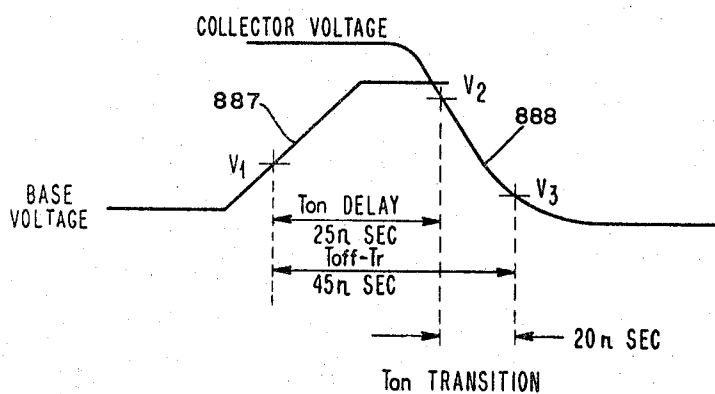 COLLECTOR VOLTAGE
887
V2
888
V1
V3
BASE
VOLTAGE
Ton DELAY
25n SEC
Toff-Tr
45n SEC
20n SEC
Ton TRANSITION